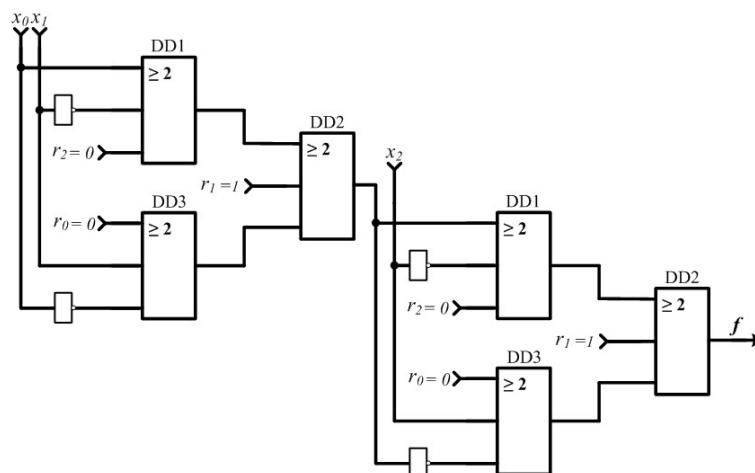 x₀ x₁
DD1
≥ 2
r₂ = 0
DD2
≥ 2
r₁ = 1
DD3
r₀ = 0
≥ 2
x₂
DD1
≥ 2
r₂ = 0
DD2
≥ 2
r₁ = 1
f
DD3
r₀ = 0
≥ 2